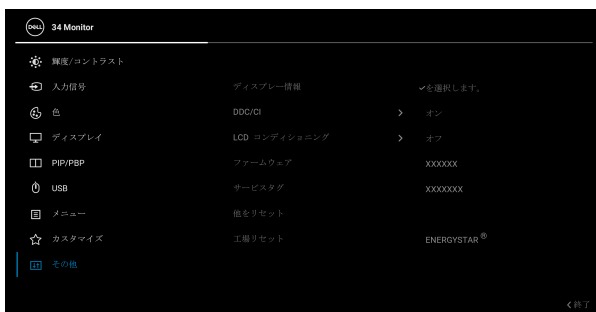 DELL 34 Monitor
輝度/コントラスト
入力信号 ディスプレー情報 ✔を選択します。
色 DDC/CI > オン
ディスプレイ LCD コンディショニング > オフ
PIP/PBP ファームウェア XXXXXX
USB サービスタグ XXXXXXX
メニュー 他をリセット
カスタマイズ 工場リセット ENERGYSTAR®
その他
<終了